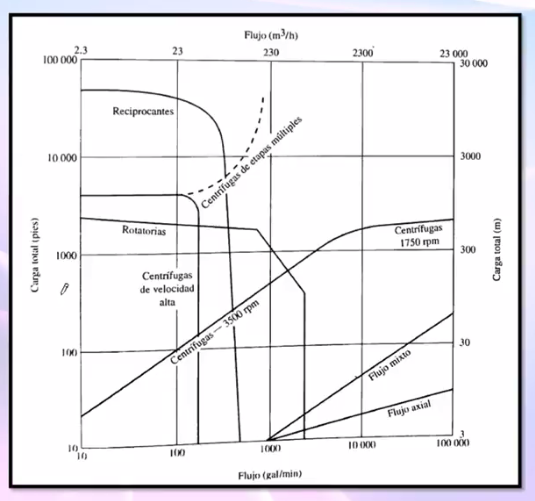 Flujo (m³/h)
2.3 23 230 2300 23 000
100 000
30 000
Reciprocantes
Centrífugas de etapas múltiples
10 000
3000
Rotatorias
Centrífugas
1750 rpm
Carga total (pies)
Carga total (m)
1000
300
Centrífugas
de velocidad
alta
Centrífugas — 3500 rpm
100
30
Flujo mixto
Flujo axial
10
3
10 100 1000 10 000 100 000
Flujo (gal/min)